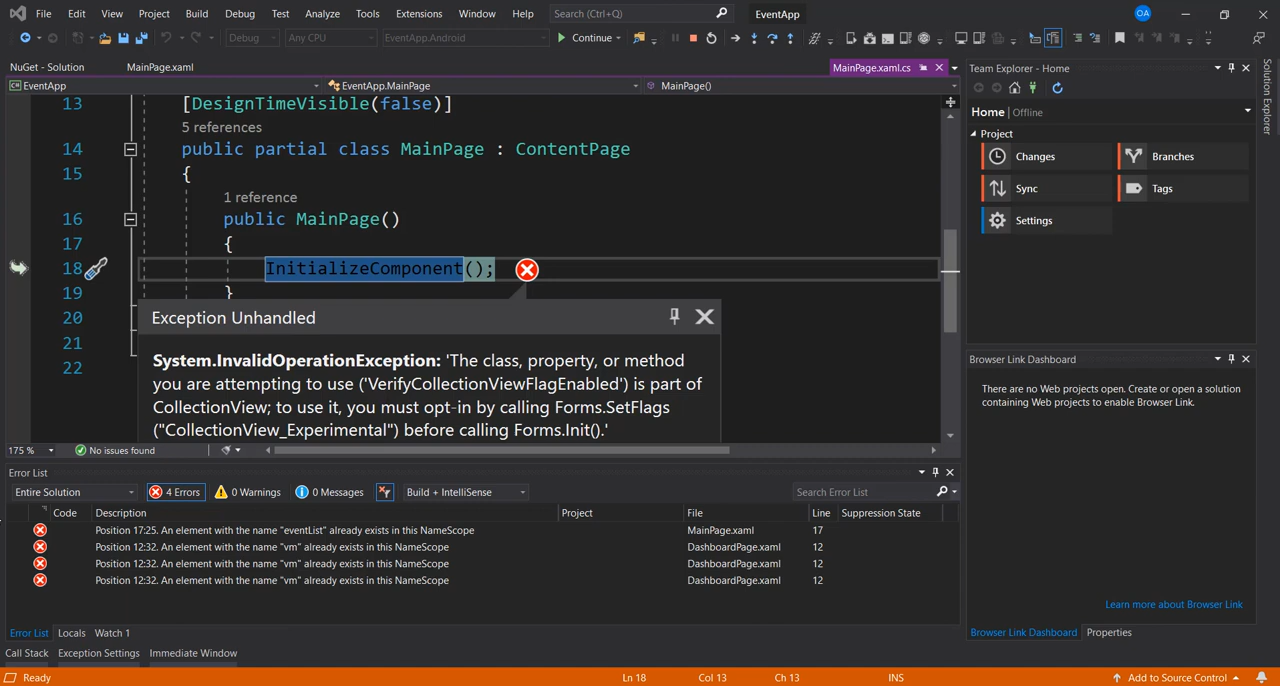 File Edit View Project Build Debug Test Analyze Tools Extensions Window Help Search (Ctrl+Q) EventApp OA
Debug Any CPU EventApp.Android Continue
NuGet - Solution MainPage.xaml MainPage.xaml.cs
EventApp EventApp.MainPage MainPage()
13 [DesignTimeVisible(false)]
5 references
14 public partial class MainPage : ContentPage
15 {
1 reference
16 public MainPage()
17 {
18 InitializeComponent();
19 }
20
21
22
Exception Unhandled
System.InvalidOperationException: 'The class, property, or method
you are attempting to use ('VerifyCollectionViewFlagEnabled') is part of
CollectionView; to use it, you must opt-in by calling Forms.SetFlags
("CollectionView_Experimental") before calling Forms.Init().'
175 % No issues found
Team Explorer - Home
Home | Offline
Project
Changes Branches
Sync Tags
Settings
Solution Explorer
Browser Link Dashboard
There are no Web projects open. Create or open a solution
containing Web projects to enable Browser Link.
Learn more about Browser Link
Browser Link Dashboard Properties
Error List
Entire Solution 4 Errors 0 Warnings 0 Messages Build + IntelliSense Search Error List
Code Description Project File Line Suppression State
Position 17:25. An element with the name "eventList" already exists in this NameScope MainPage.xaml 17
Position 12:32. An element with the name "vm" already exists in this NameScope DashboardPage.xaml 12
Position 12:32. An element with the name "vm" already exists in this NameScope DashboardPage.xaml 12
Position 12:32. An element with the name "vm" already exists in this NameScope DashboardPage.xaml 12
Error List Locals Watch 1
Call Stack Exception Settings Immediate Window
Ready Ln 18 Col 13 Ch 13 INS Add to Source Control